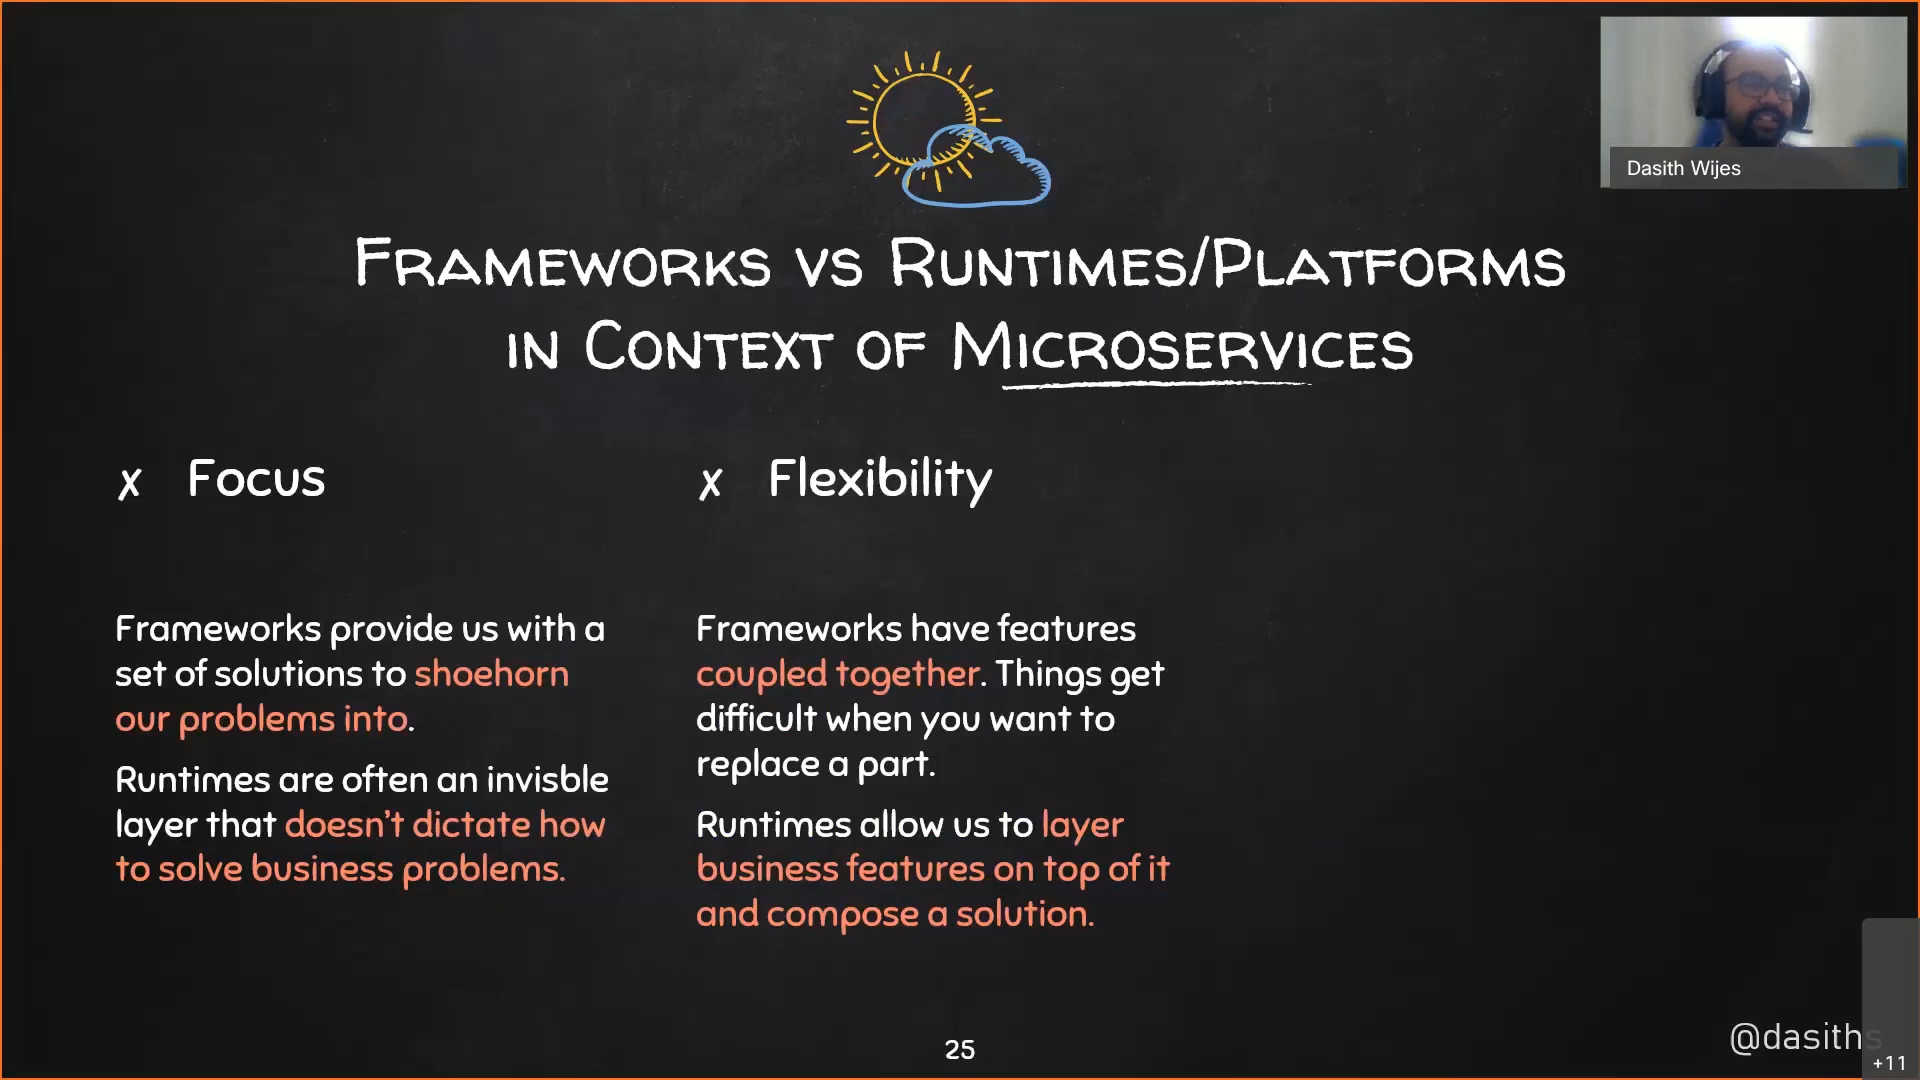 Dasith Wijes
Frameworks vs Runtimes/Platforms
in Context of Microservices
✗ Focus
Frameworks provide us with a
set of solutions to shoehorn
our problems into.
Runtimes are often an invisble
layer that doesn't dictate how
to solve business problems.
✗ Flexibility
Frameworks have features
coupled together. Things get
difficult when you want to
replace a part.
Runtimes allow us to layer
business features on top of it
and compose a solution.
25
@dasiths
+11